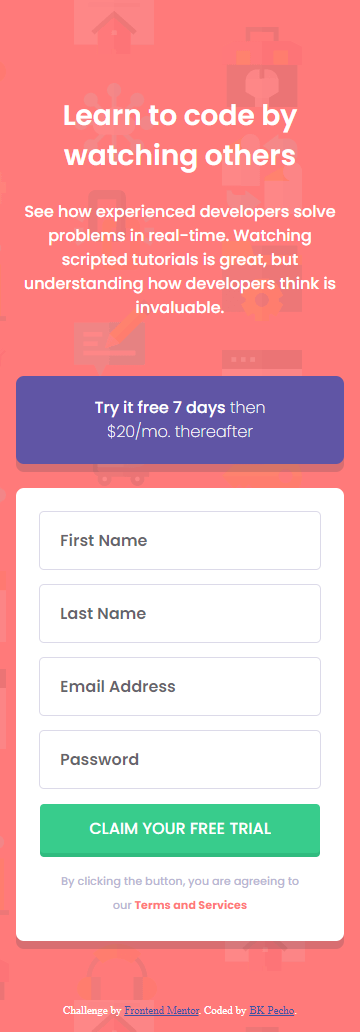 Learn to code by
watching others
See how experienced developers solve
problems in real-time. Watching
scripted tutorials is great, but
understanding how developers think is
invaluable.
Try it free 7 days then
$20/mo. thereafter
First Name
Last Name
Email Address
Password
CLAIM YOUR FREE TRIAL
By clicking the button, you are agreeing to
our Terms and Services
Challenge by Frontend Mentor. Coded by BK Pecho.